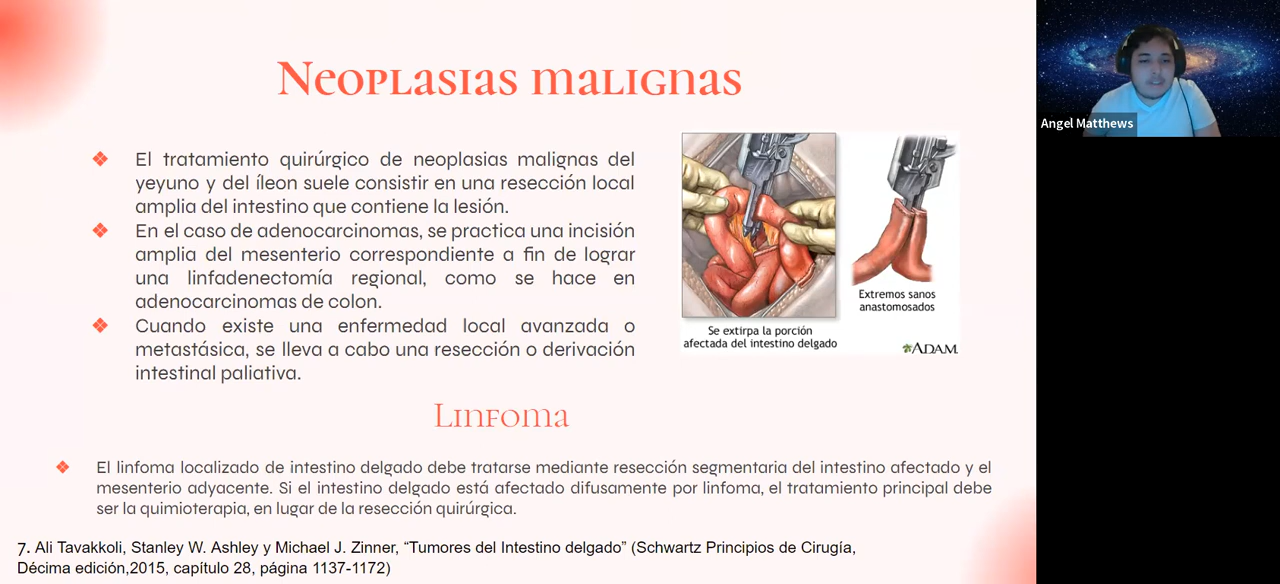 Neoplasias malignas
El tratamiento quirúrgico de neoplasias malignas del
yeyuno y del íleon suele consistir en una resección local
amplia del intestino que contiene la lesión.
En el caso de adenocarcinomas, se practica una incisión
amplia del mesenterio correspondiente a fin de lograr
una linfadenectomía regional, como se hace en
adenocarcinomas de colon.
Cuando existe una enfermedad local avanzada o
metastásica, se lleva a cabo una resección o derivación
intestinal paliativa.
Se extirpa la porción
afectada del intestino delgado
Extremos sanos
anastomosados
ADAM.
Linfoma
El linfoma localizado de intestino delgado debe tratarse mediante resección segmentaria del intestino afectado y el
mesenterio adyacente. Si el intestino delgado está afectado difusamente por linfoma, el tratamiento principal debe
ser la quimioterapia, en lugar de la resección quirúrgica.
7. Ali Tavakkoli, Stanley W. Ashley y Michael J. Zinner, “Tumores del Intestino delgado” (Schwartz Principios de Cirugía,
Décima edición,2015, capítulo 28, página 1137-1172)
Angel Matthews